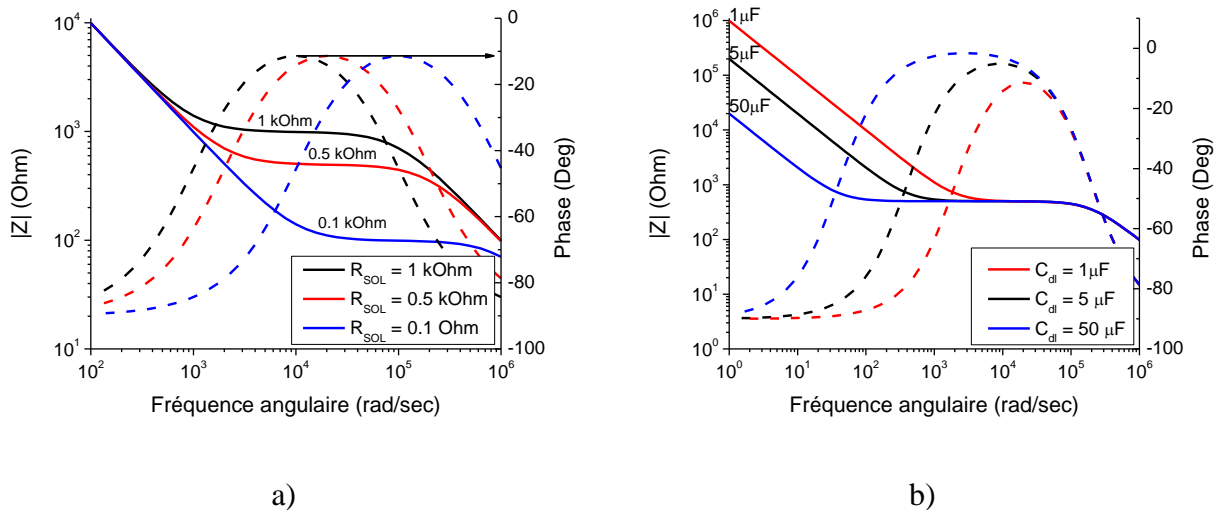 10^4
10^3
10^2
10^1
|Z| (Ohm)
10^2 10^3 10^4 10^5 10^6
Fréquence angulaire (rad/sec)
0
-20
-40
-60
-80
-100
Phase (Deg)
1 kOhm
0.5 kOhm
0.1 kOhm
R_SOL = 1 kOhm
R_SOL = 0.5 kOhm
R_SOL = 0.1 Ohm
a)
10^6
10^5
10^4
10^3
10^2
10^1
10^0
|Z| (Ohm)
10^0 10^1 10^2 10^3 10^4 10^5 10^6
Fréquence angulaire (rad/sec)
0
-20
-40
-60
-80
-100
Phase (Deg)
1μF
5μF
50μF
C_dl = 1μF
C_dl = 5 μF
C_dl = 50 μF
b)